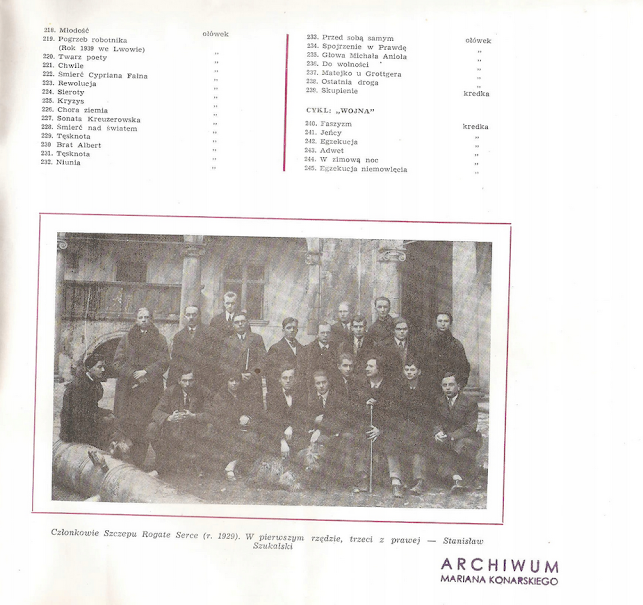 218. Młodość ołówek
219. Pogrzeb robotnika
(Rok 1939 we Lwowie) „
220. Twarz poety „
221. Chwile „
222. Śmierć Cypriana Faina „
223. Rewolucja „
224. Sieroty „
225. Kryzys „
226. Chora ziemia „
227. Sonata Kreuzerowska „
228. Śmierć nad światem „
229. Tęsknota „
230 Brat Albert „
231. Tęsknota „
232. Niunia „
233. Przed sobą samym ołówek
234. Spojrzenie w Prawdę „
235. Głowa Michała Anioła „
236. Do wolności „
237. Matejko u Grottgera „
238. Ostatnia droga „
239. Skupienie kredka
CYKL: „WOJNA”
240. Faszyzm kredka
241. Jeńcy „
242. Egzekucja „
243. Adwet „
244. W zimową noc „
245. Egzekucja niemowlęcia „
Członkowie Szczepu Rogate Serce (r. 1929). W pierwszym rzędzie, trzeci z prawej — Stanisław
Szukalski
ARCHIWUM
MARIANA KONARSKIEGO